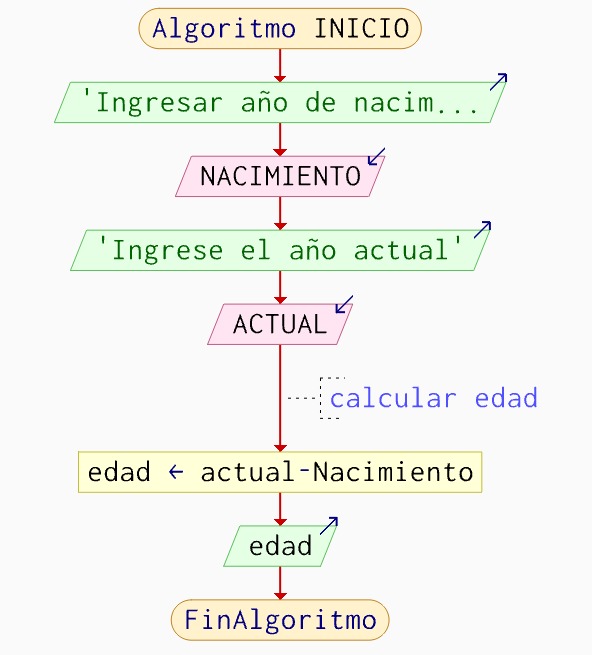 Algoritmo INICIO
'Ingresar año de nacim...
NACIMIENTO
'Ingrese el año actual'
ACTUAL
calcular edad
edad ← actual-Nacimiento
edad
FinAlgoritmo